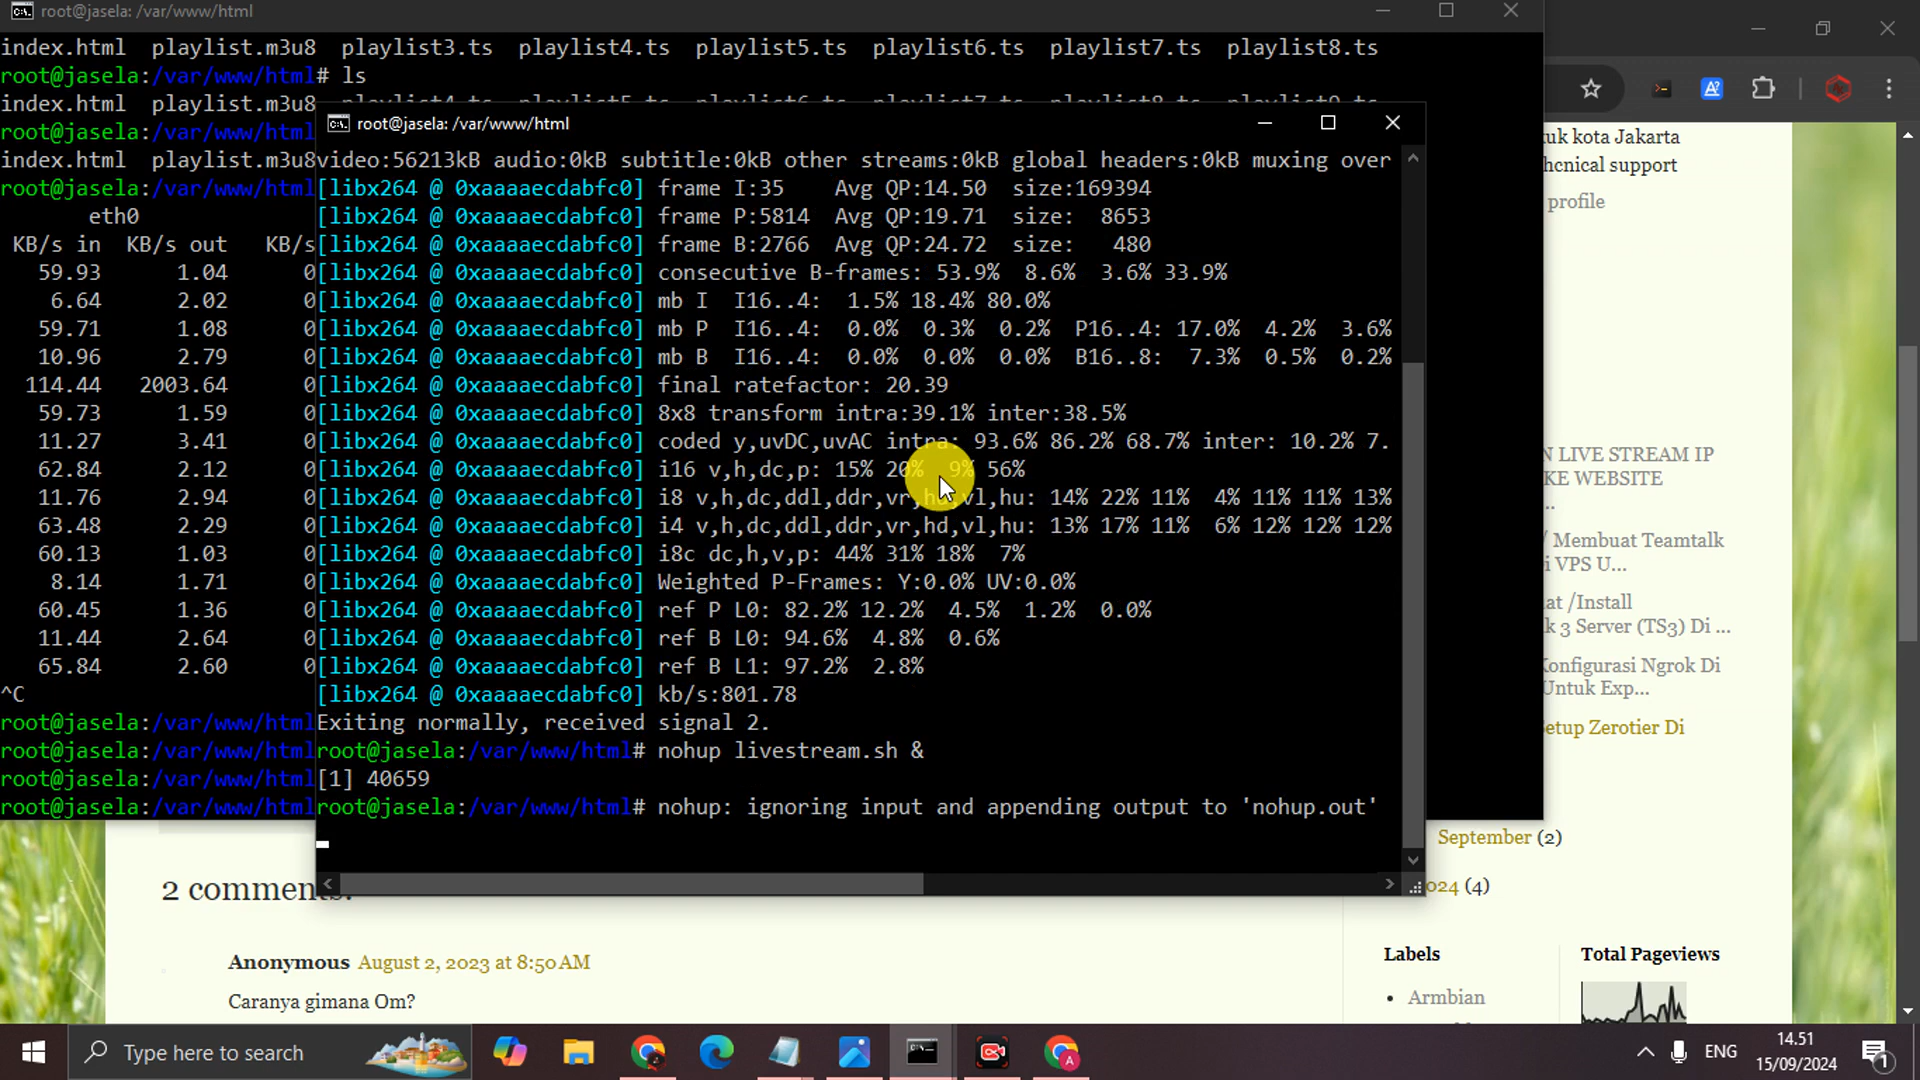 root@jasela: /var/www/html
index.html  playlist.m3u8  playlist3.ts  playlist4.ts  playlist5.ts  playlist6.ts  playlist7.ts  playlist8.ts
root@jasela:/var/www/html# ls
index.html  playlist.m3u8
root@jasela:/var/www/html
index.html  playlist.m3u8
root@jasela:/var/www/html
eth0
KB/s in  KB/s out  KB/s
59.93  1.04  0
6.64  2.02  0
59.71  1.08  0
10.96  2.79  0
114.44  2003.64  0
59.73  1.59  0
11.27  3.41  0
62.84  2.12  0
11.76  2.94  0
63.48  2.29  0
60.13  1.03  0
8.14  1.71  0
60.45  1.36  0
11.44  2.64  0
65.84  2.60  0
^C
root@jasela:/var/www/html
root@jasela:/var/www/html
root@jasela:/var/www/html
root@jasela:/var/www/html
root@jasela: /var/www/html
video:56213kB audio:0kB subtitle:0kB other streams:0kB global headers:0kB muxing over
[libx264 @ 0xaaaaecdabfc0] frame I:35    Avg QP:14.50  size:169394
[libx264 @ 0xaaaaecdabfc0] frame P:5814  Avg QP:19.71  size:  8653
[libx264 @ 0xaaaaecdabfc0] frame B:2766  Avg QP:24.72  size:   480
[libx264 @ 0xaaaaecdabfc0] consecutive B-frames: 53.9%  8.6%  3.6% 33.9%
[libx264 @ 0xaaaaecdabfc0] mb I  I16..4:  1.5% 18.4% 80.0%
[libx264 @ 0xaaaaecdabfc0] mb P  I16..4:  0.0%  0.3%  0.2%  P16..4: 17.0%  4.2%  3.6%
[libx264 @ 0xaaaaecdabfc0] mb B  I16..4:  0.0%  0.0%  0.0%  B16..8:  7.3%  0.5%  0.2%
[libx264 @ 0xaaaaecdabfc0] final ratefactor: 20.39
[libx264 @ 0xaaaaecdabfc0] 8x8 transform intra:39.1% inter:38.5%
[libx264 @ 0xaaaaecdabfc0] coded y,uvDC,uvAC intra: 93.6% 86.2% 68.7% inter: 10.2% 7.
[libx264 @ 0xaaaaecdabfc0] i16 v,h,dc,p: 15% 20%  9% 56%
[libx264 @ 0xaaaaecdabfc0] i8 v,h,dc,ddl,ddr,vr,hd,vl,hu: 14% 22% 11%  4% 11% 11% 13%
[libx264 @ 0xaaaaecdabfc0] i4 v,h,dc,ddl,ddr,vr,hd,vl,hu: 13% 17% 11%  6% 12% 12% 12%
[libx264 @ 0xaaaaecdabfc0] i8c dc,h,v,p: 44% 31% 18%  7%
[libx264 @ 0xaaaaecdabfc0] Weighted P-Frames: Y:0.0% UV:0.0%
[libx264 @ 0xaaaaecdabfc0] ref P L0: 82.2% 12.2%  4.5%  1.2%  0.0%
[libx264 @ 0xaaaaecdabfc0] ref B L0: 94.6%  4.8%  0.6%
[libx264 @ 0xaaaaecdabfc0] ref B L1: 97.2%  2.8%
[libx264 @ 0xaaaaecdabfc0] kb/s:801.78
Exiting normally, received signal 2.
root@jasela:/var/www/html# nohup livestream.sh &
[1] 40659
root@jasela:/var/www/html# nohup: ignoring input and appending output to 'nohup.out'
uk kota Jakarta
hcnical support
profile
N LIVE STREAM IP
KE WEBSITE
...
/ Membuat Teamtalk
i VPS U...
at /Install
k 3 Server (TS3) Di ...
Konfigurasi Ngrok Di
Untuk Exp...
etup Zerotier Di
September (2)
024 (4)
2 comments:
Anonymous August 2, 2023 at 8:50 AM
Caranya gimana Om?
Labels
• Armbian
Total Pageviews
Type here to search
ENG
14.51
15/09/2024
1